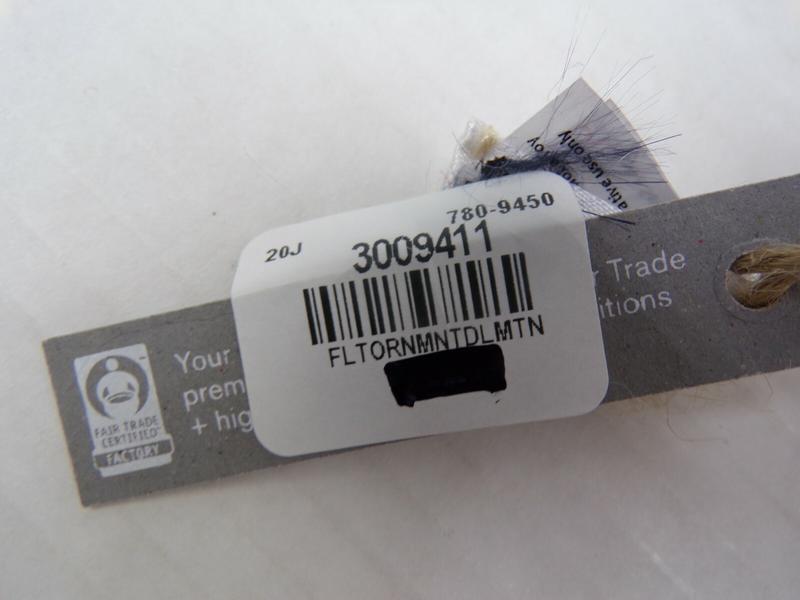 ative use only
780-9450
20J
3009411
FLTORNMNTDLMTN
Trade
itions
Your
prem
+ hig
FAIR TRADE
CERTIFIED
FACTORY